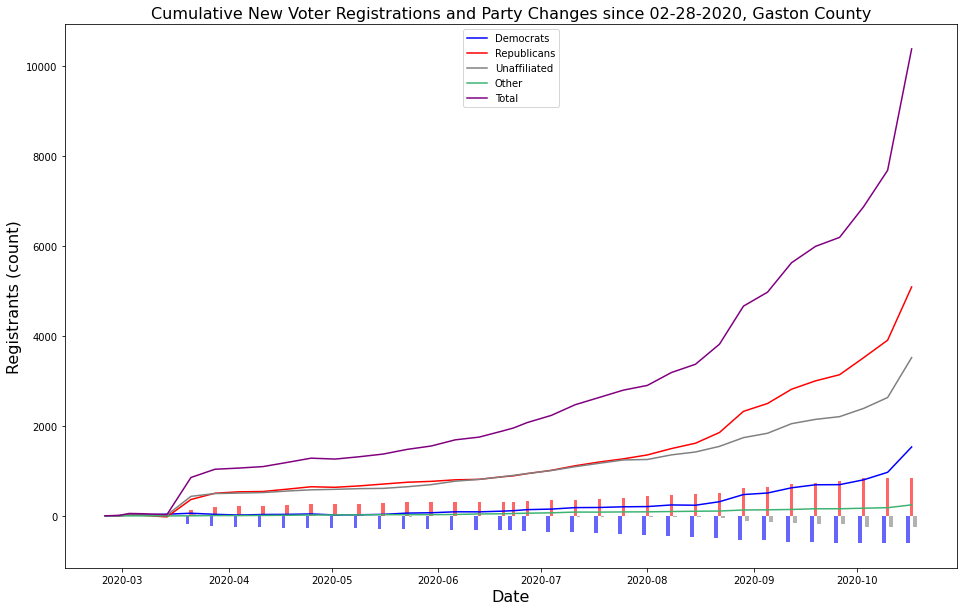 Cumulative New Voter Registrations and Party Changes since 02-28-2020, Gaston County
Democrats
Republicans
Unaffiliated
Other
Total
Registrants (count)
10000
8000
6000
4000
2000
0
2020-03
2020-04
2020-05
2020-06
2020-07
2020-08
2020-09
2020-10
Date